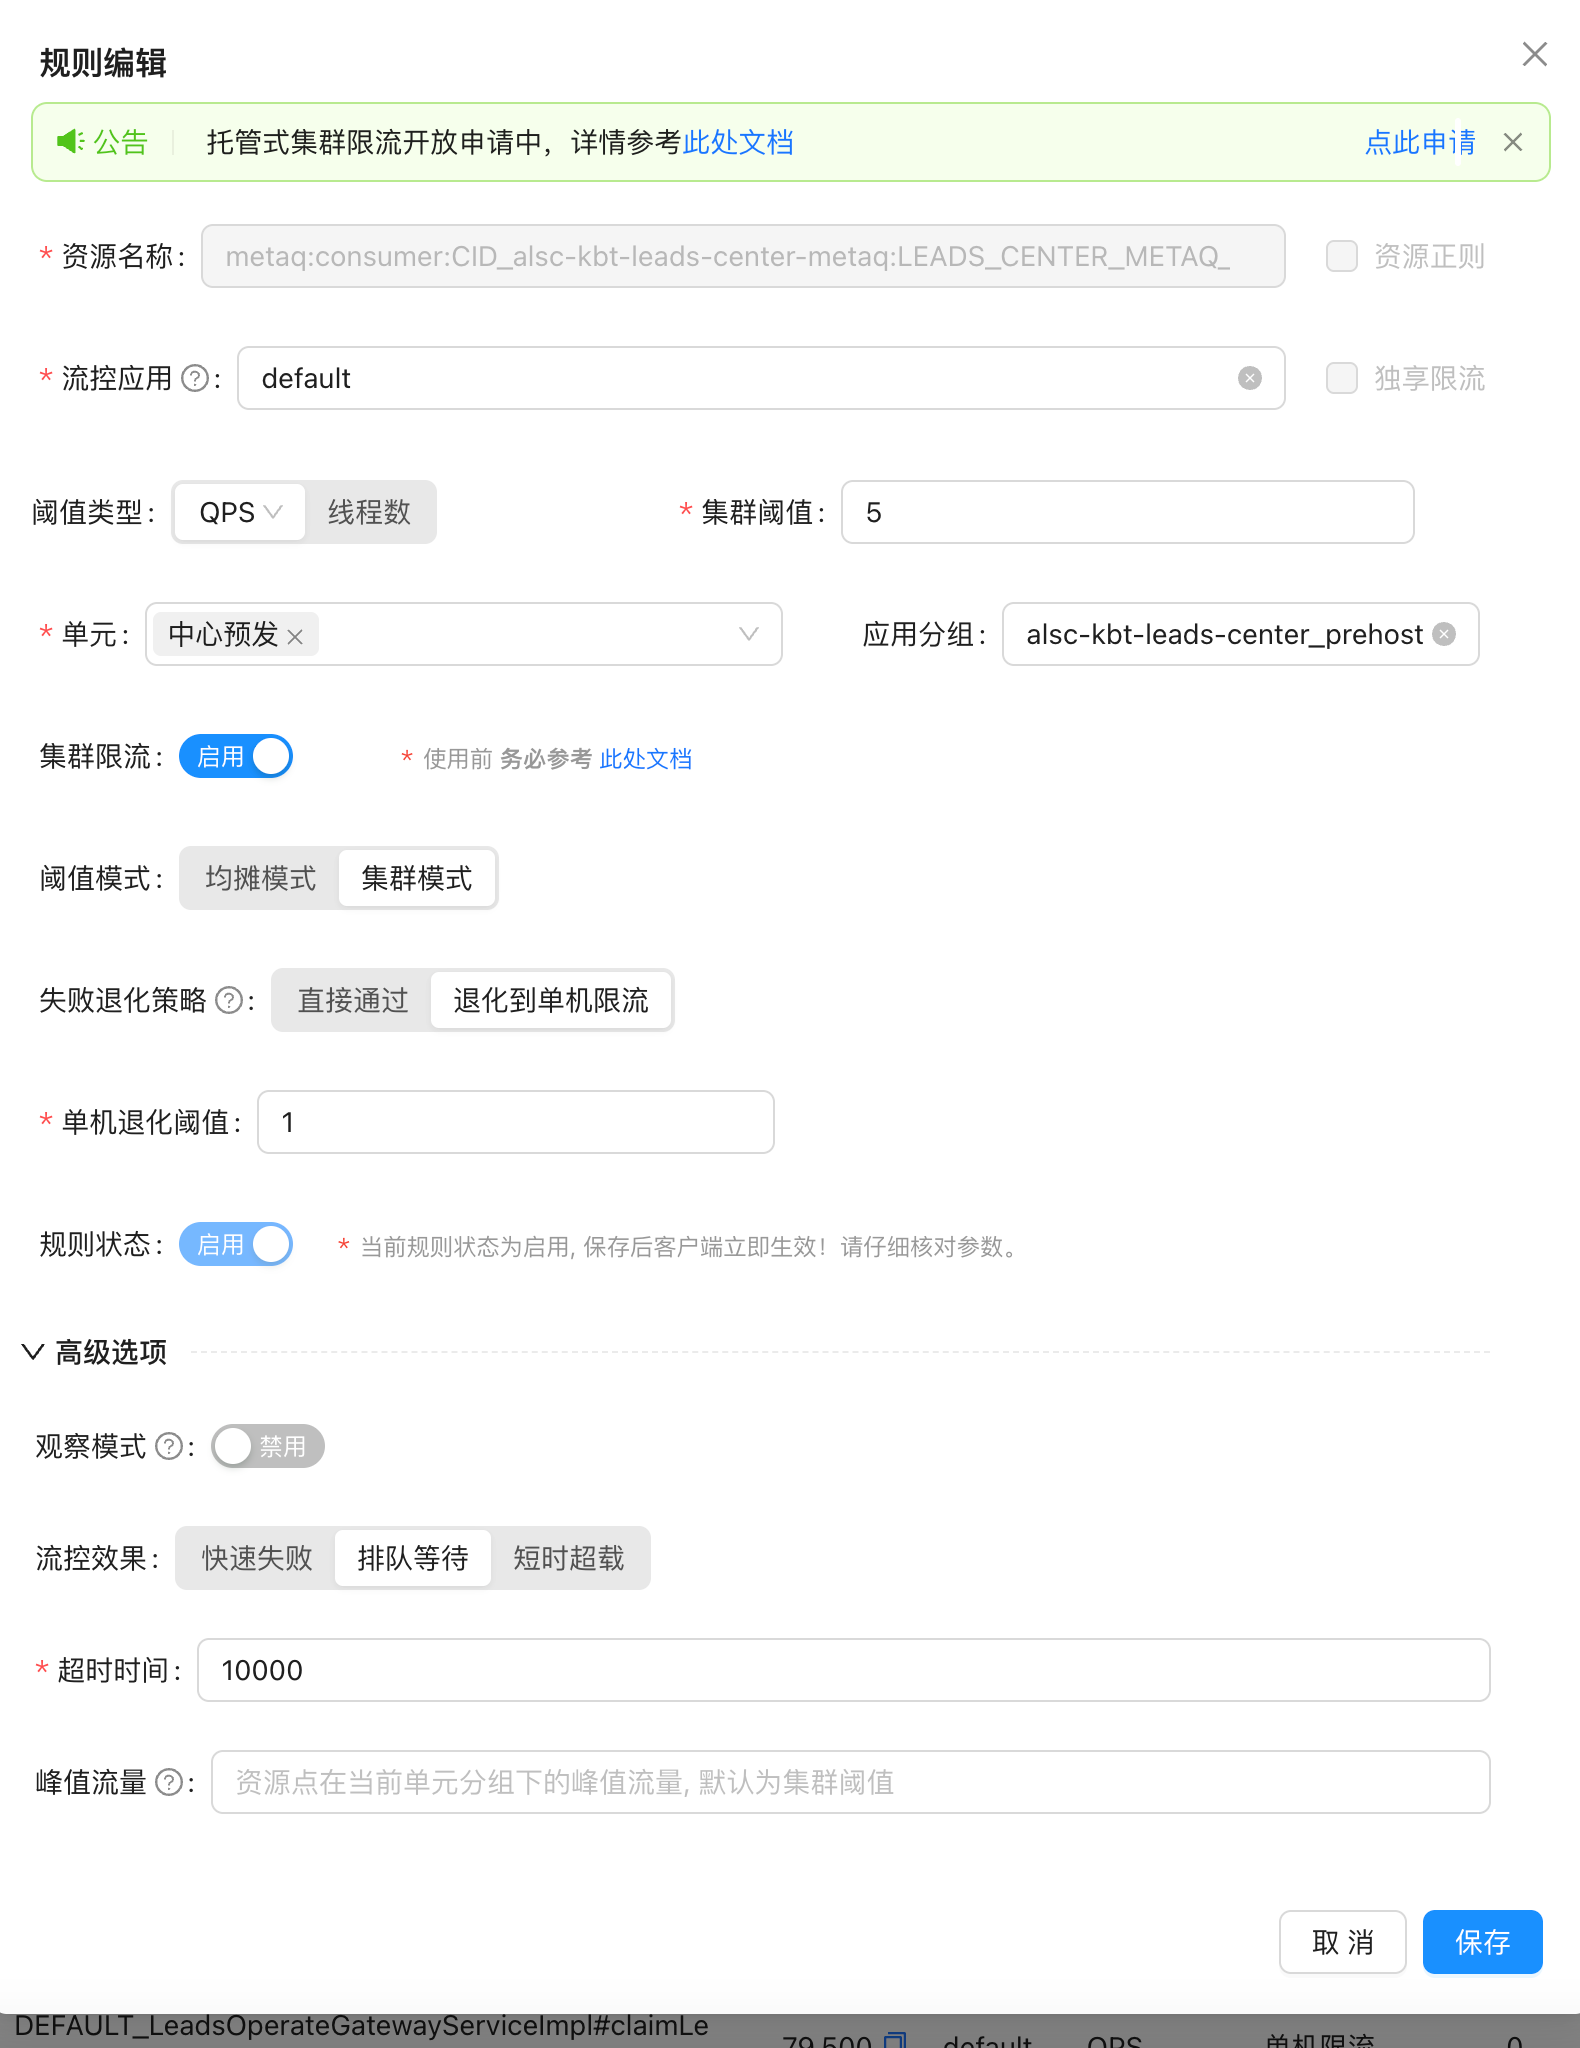 规则编辑
公告 托管式集群限流开放申请中，详情参考此处文档 点此申请
* 资源名称: metaq:consumer:CID_alsc-kbt-leads-center-metaq:LEADS_CENTER_METAQ_ 资源正则
* 流控应用 ? : default 独享限流
阈值类型: QPS 线程数 * 集群阈值: 5
* 单元: 中心预发 应用分组: alsc-kbt-leads-center_prehost
集群限流: 启用 * 使用前 务必参考 此处文档
阈值模式: 均摊模式 集群模式
失败退化策略 ? : 直接通过 退化到单机限流
* 单机退化阈值: 1
规则状态: 启用 * 当前规则状态为启用, 保存后客户端立即生效！请仔细核对参数。
高级选项
观察模式 ? : 禁用
流控效果: 快速失败 排队等待 短时超载
* 超时时间: 10000
峰值流量 ? : 资源点在当前单元分组下的峰值流量, 默认为集群阈值
取 消 保存
DEFAULT_LeadsOperateGatewayServiceImpl#claimLe
79,500 default QPS 单机限流 0